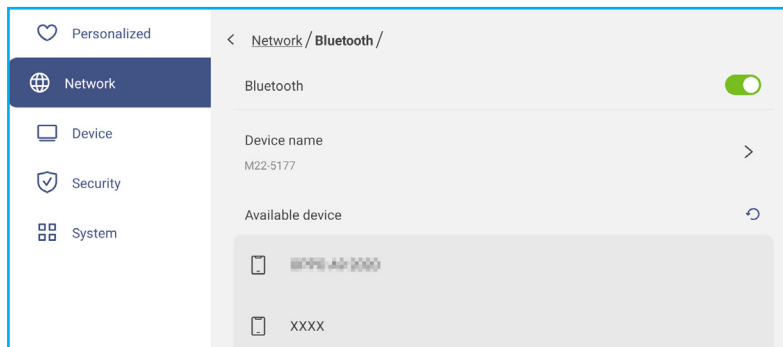 Personalized
Network
Device
Security
System
Network / Bluetooth /
Bluetooth
Device name
M22-5177
Available device
XXXX